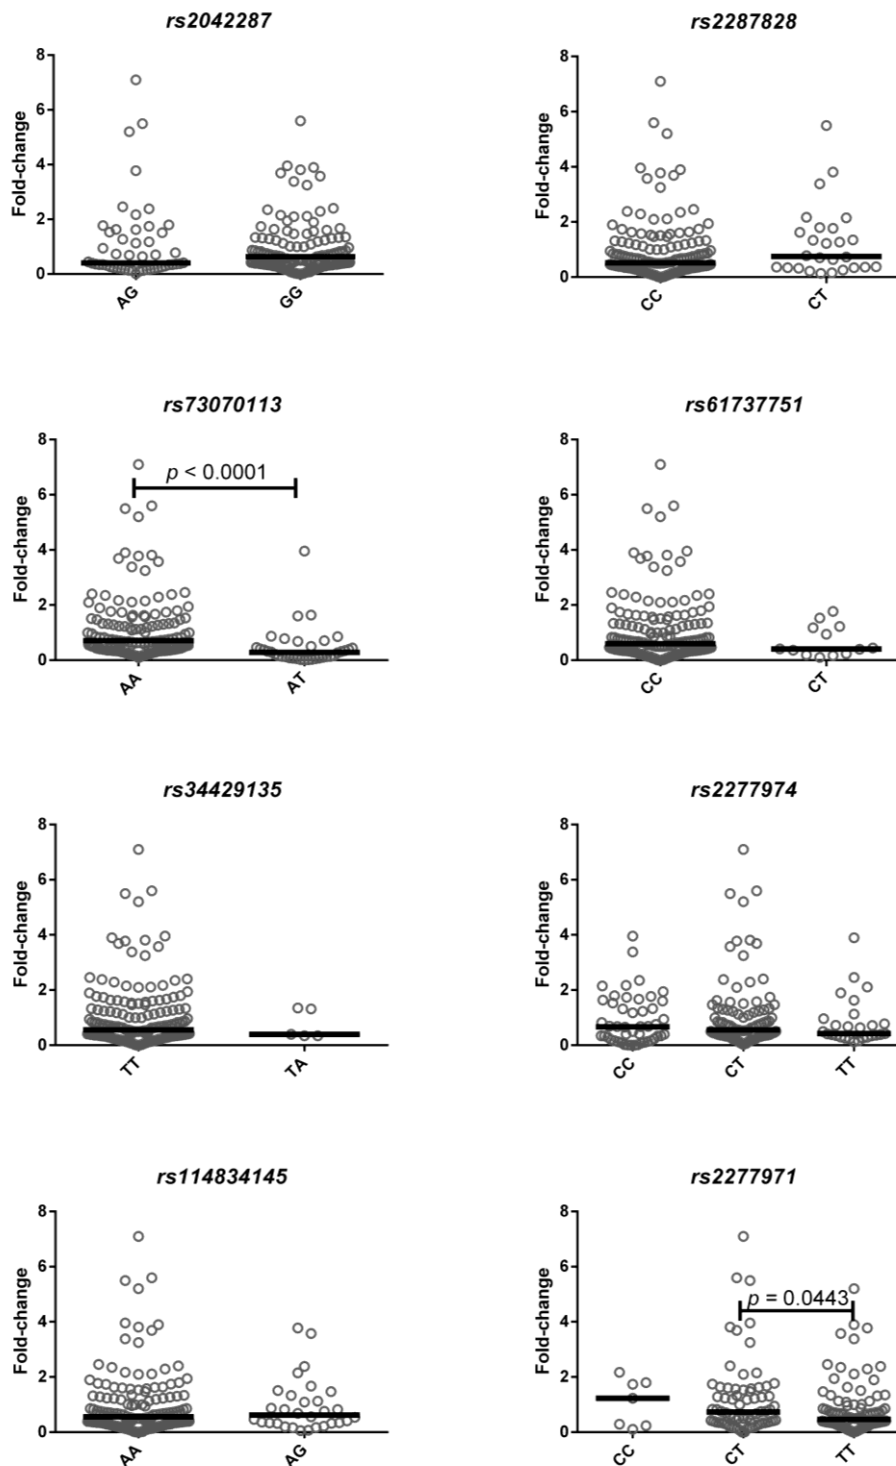 rs2042287
8
6
4
2
0
Fold-change
AG
GG
rs2287828
8
6
4
2
0
Fold-change
CC
CT
rs73070113
8
6
4
2
0
Fold-change
p < 0.0001
AA
AT
rs61737751
8
6
4
2
0
Fold-change
CC
CT
rs34429135
8
6
4
2
0
Fold-change
TT
TA
rs2277974
8
6
4
2
0
Fold-change
CC
CT
TT
rs114834145
8
6
4
2
0
Fold-change
AA
AG
rs2277971
8
6
4
2
0
Fold-change
p = 0.0443
CC
CT
TT